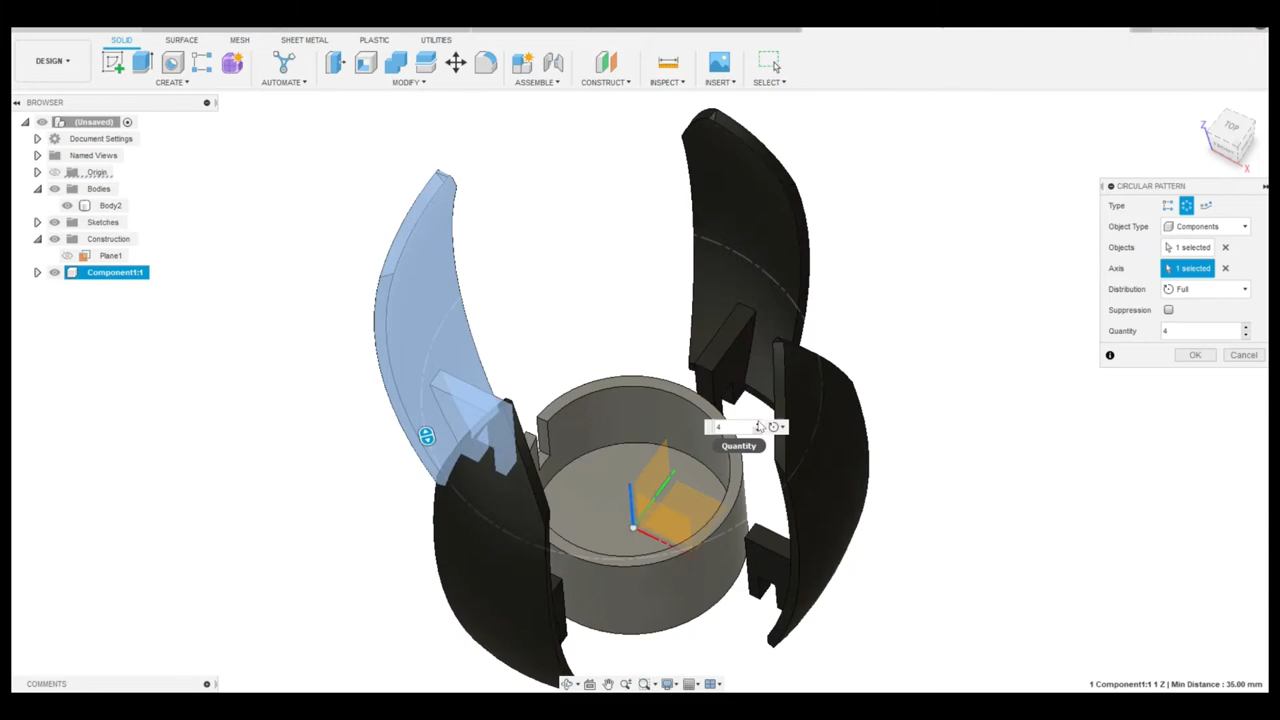 SOLID SURFACE MESH SHEET METAL PLASTIC UTILITIES
DESIGN
CREATE AUTOMATE MODIFY ASSEMBLE CONSTRUCT INSPECT INSERT SELECT
BROWSER
(Unsaved)
Document Settings
Named Views
Origin
Bodies
Body2
Sketches
Construction
Plane1
Component1:1
TOP
Z
X
CIRCULAR PATTERN
Type
Object Type Components
Objects 1 selected
Axis 1 selected
Distribution Full
Suppression
Quantity 4
OK Cancel
4
Quantity
COMMENTS
1 Component1:1 1 Z | Min Distance : 35.00 mm